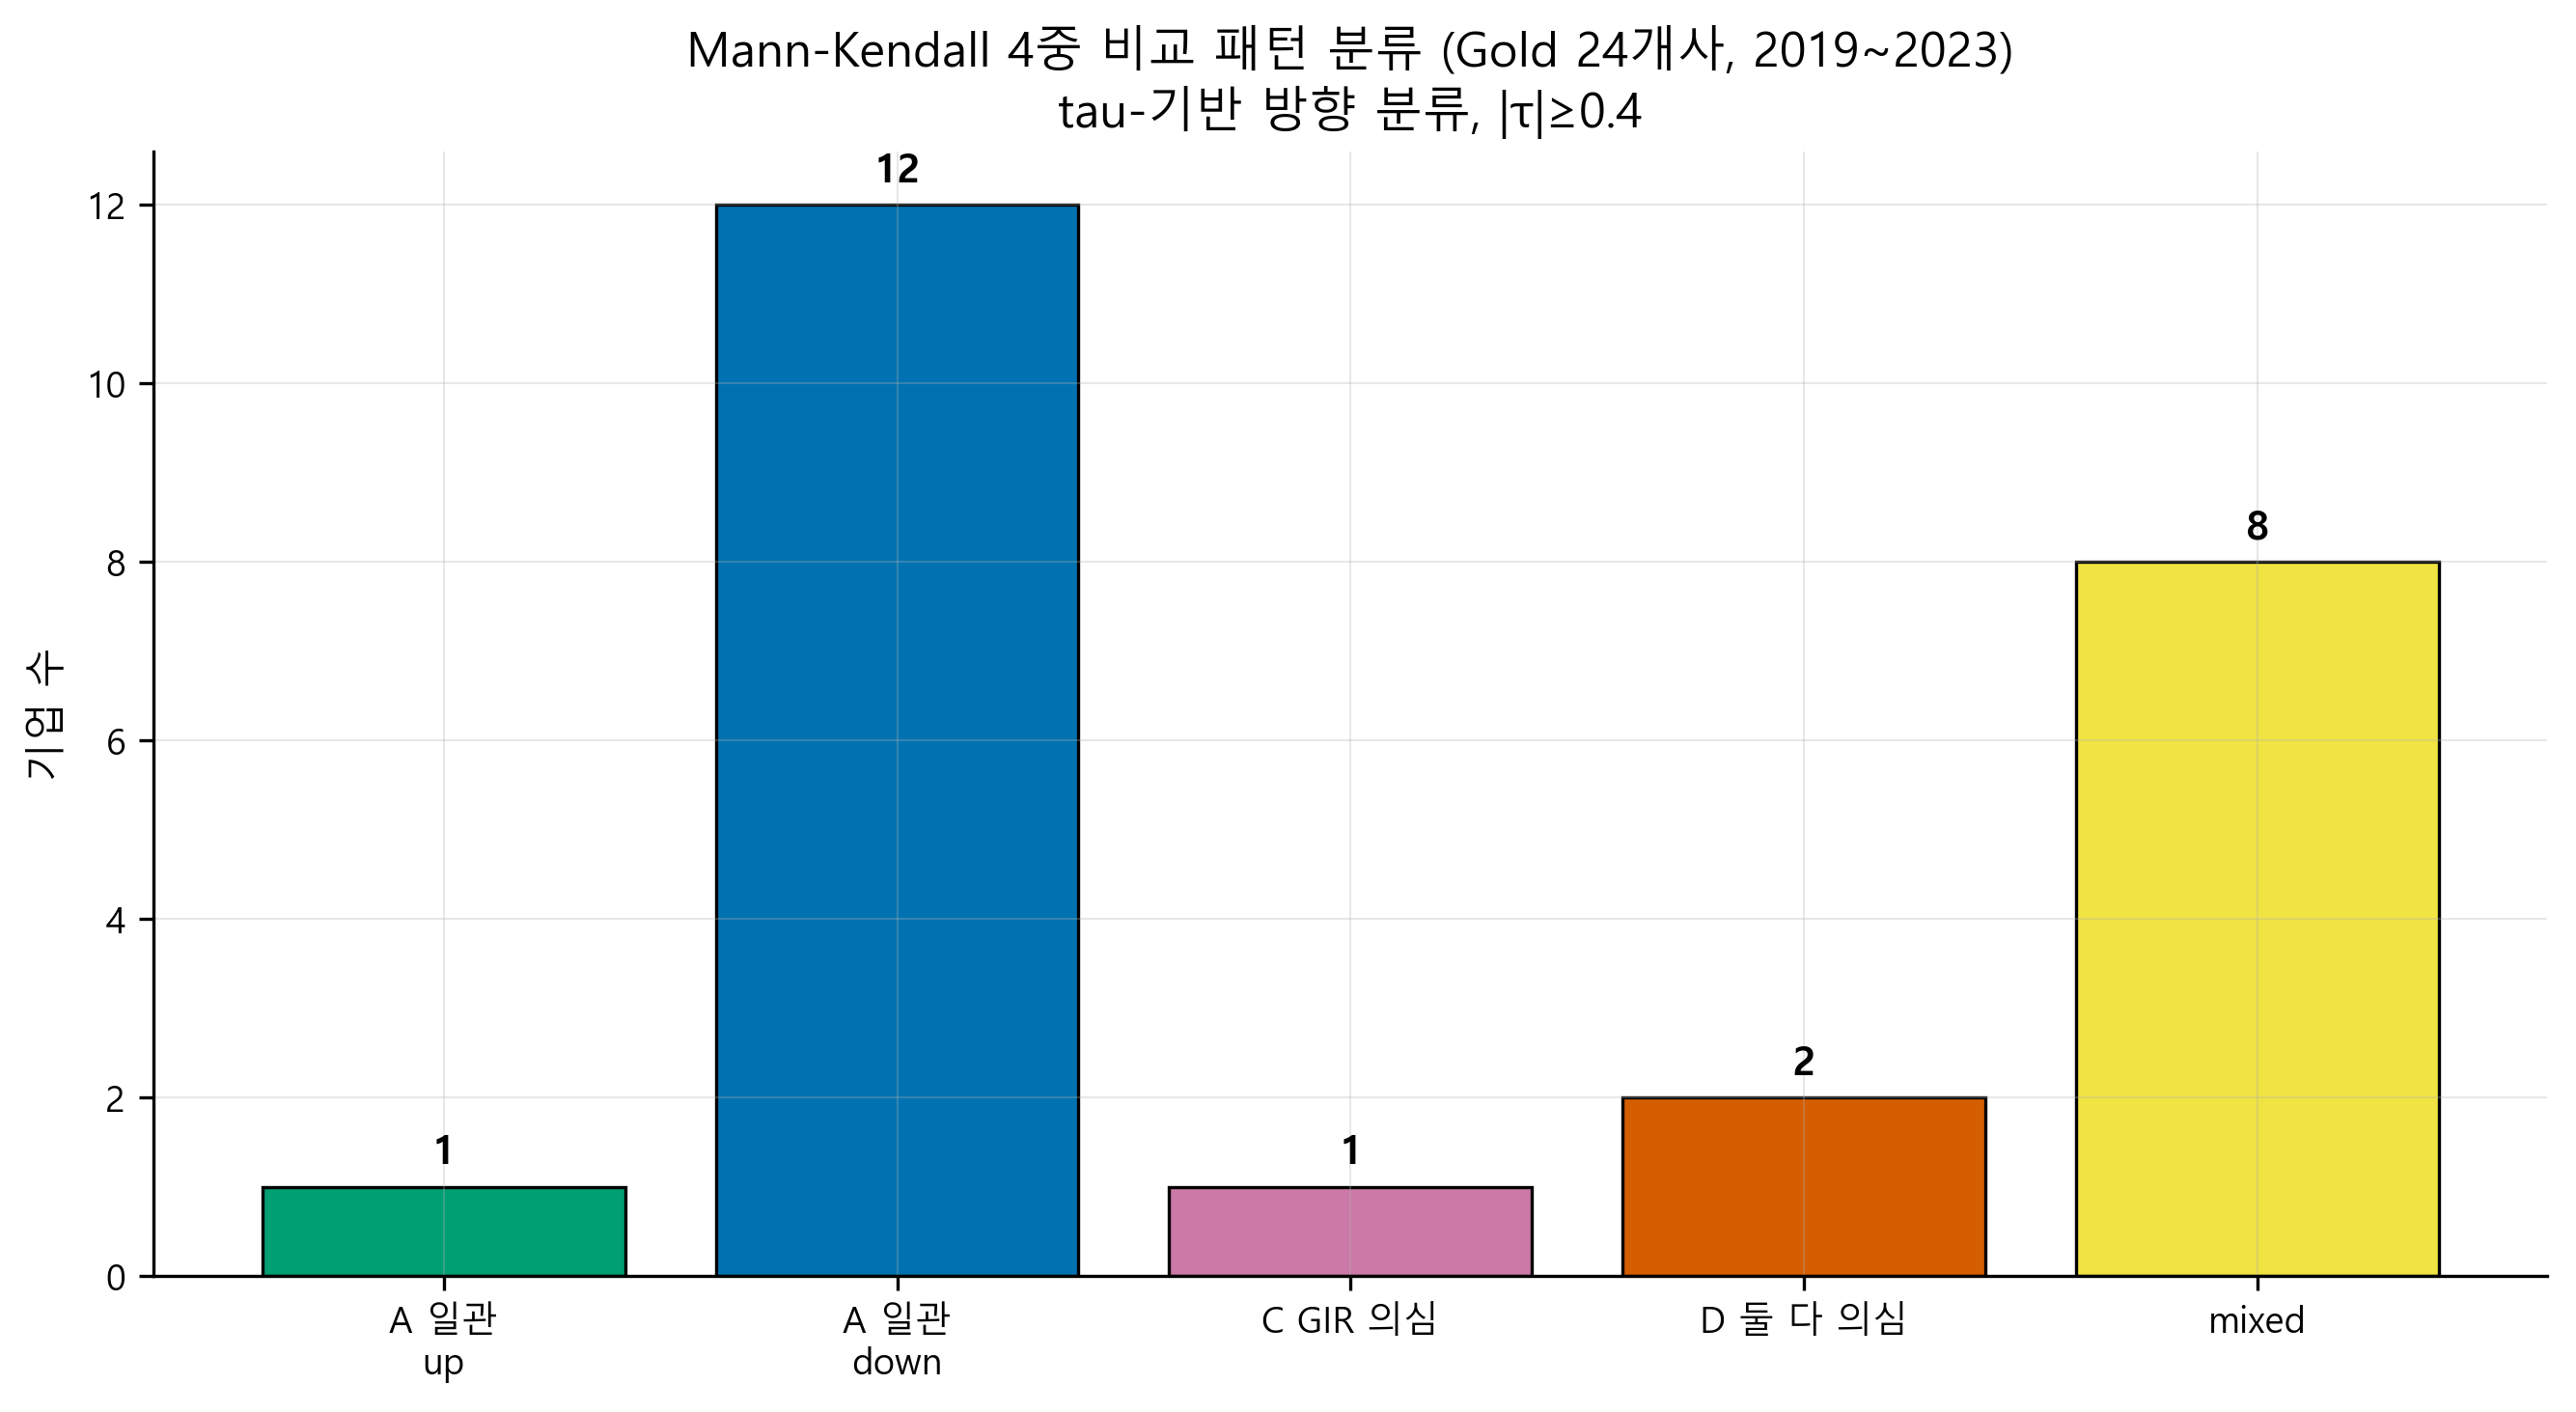 Mann-Kendall 4중 비교 패턴 분류 (Gold 24개사, 2019~2023)
tau-기반 방향 분류, |τ|≥0.4
기업 수
12
10
8
6
4
2
0
1
12
1
2
8
A 일관
up
A 일관
down
C GIR 의심
D 둘 다 의심
mixed